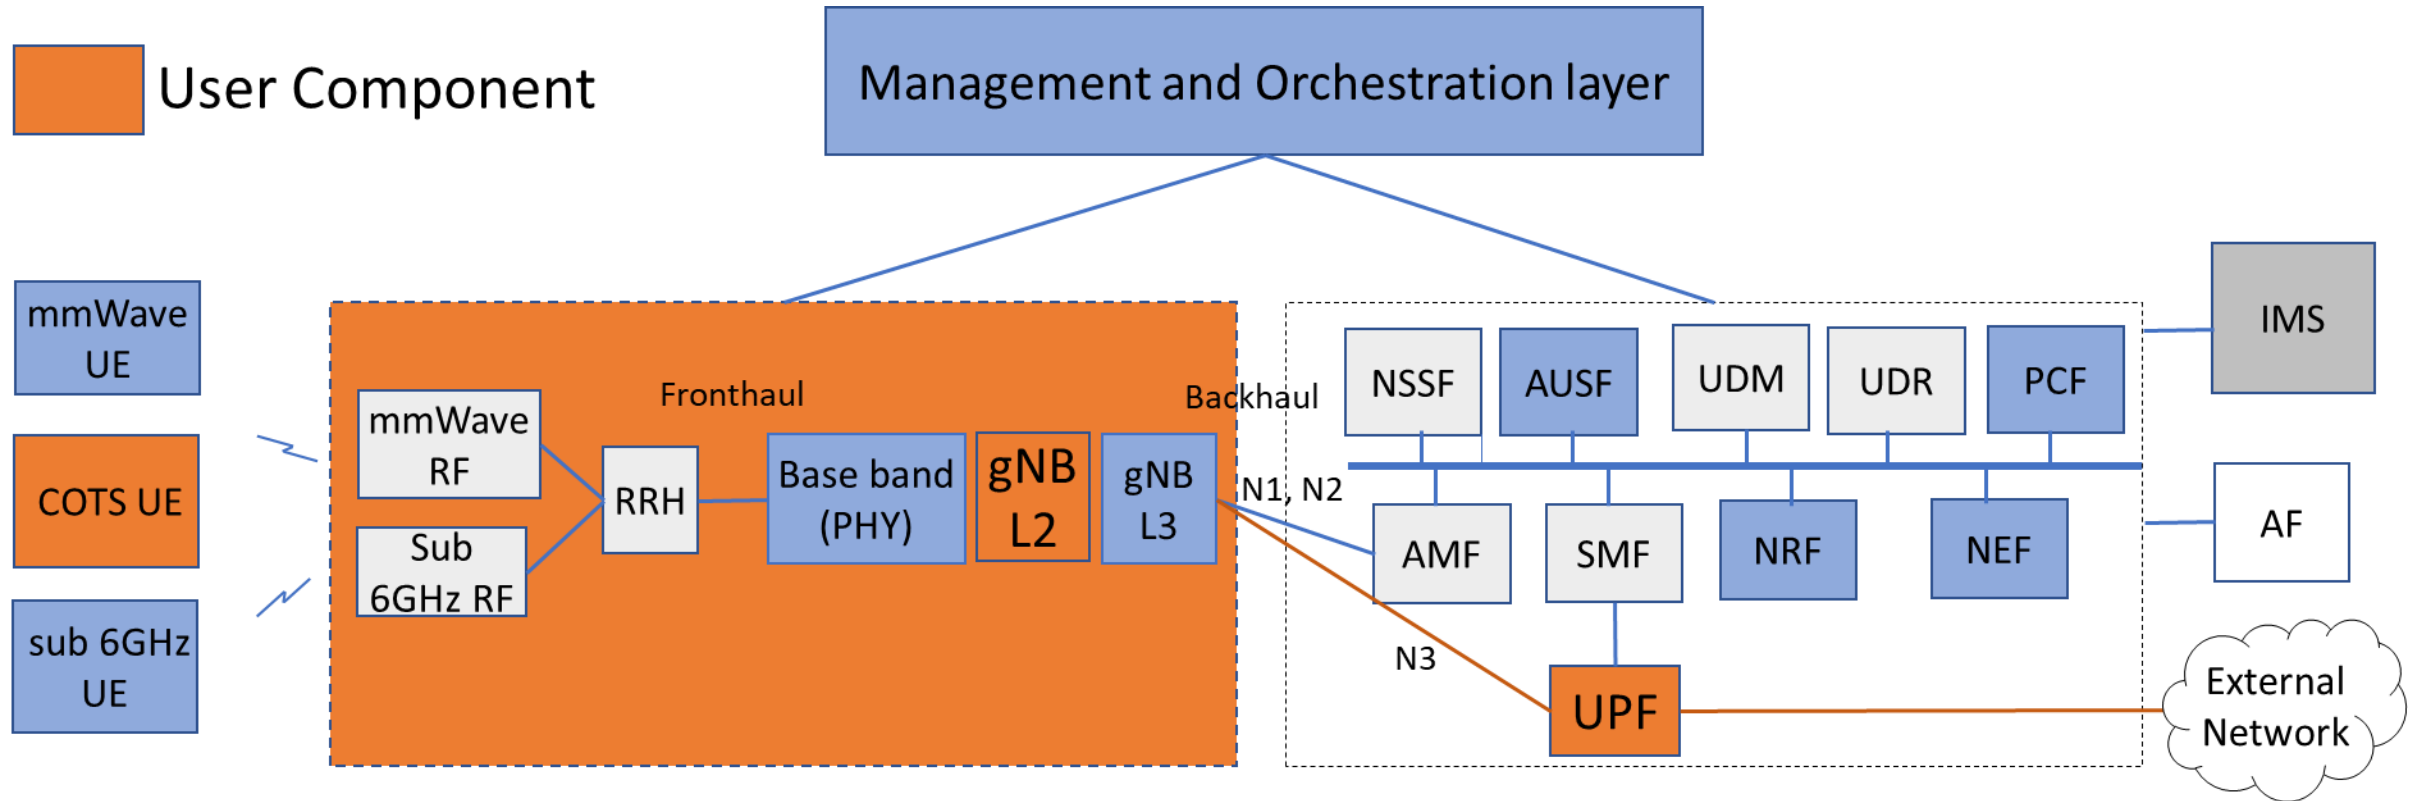 User Component
Management and Orchestration layer
mmWave
UE
COTS UE
sub 6GHz
UE
Fronthaul
mmWave
RF
Sub
6GHz RF
RRH
Base band
(PHY)
gNB
L2
gNB
L3
Backhaul
N1, N2
N3
NSSF
AUSF
UDM
UDR
PCF
AMF
SMF
NRF
NEF
UPF
IMS
AF
External
Network